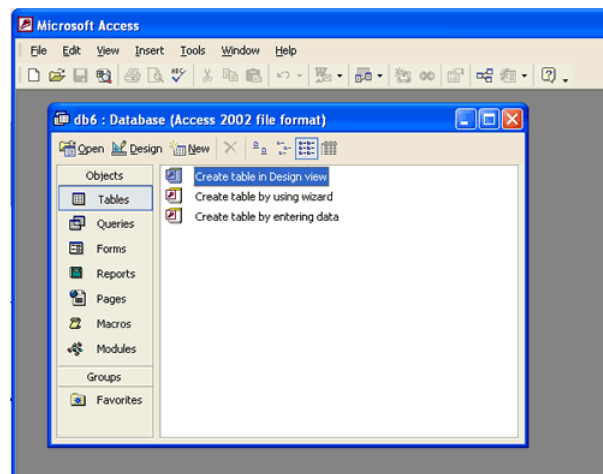 Microsoft Access
File Edit View Insert Tools Window Help
db6 : Database (Access 2002 file format)
Open Design New
Objects
Tables
Queries
Forms
Reports
Pages
Macros
Modules
Groups
Favorites
Create table in Design view
Create table by using wizard
Create table by entering data